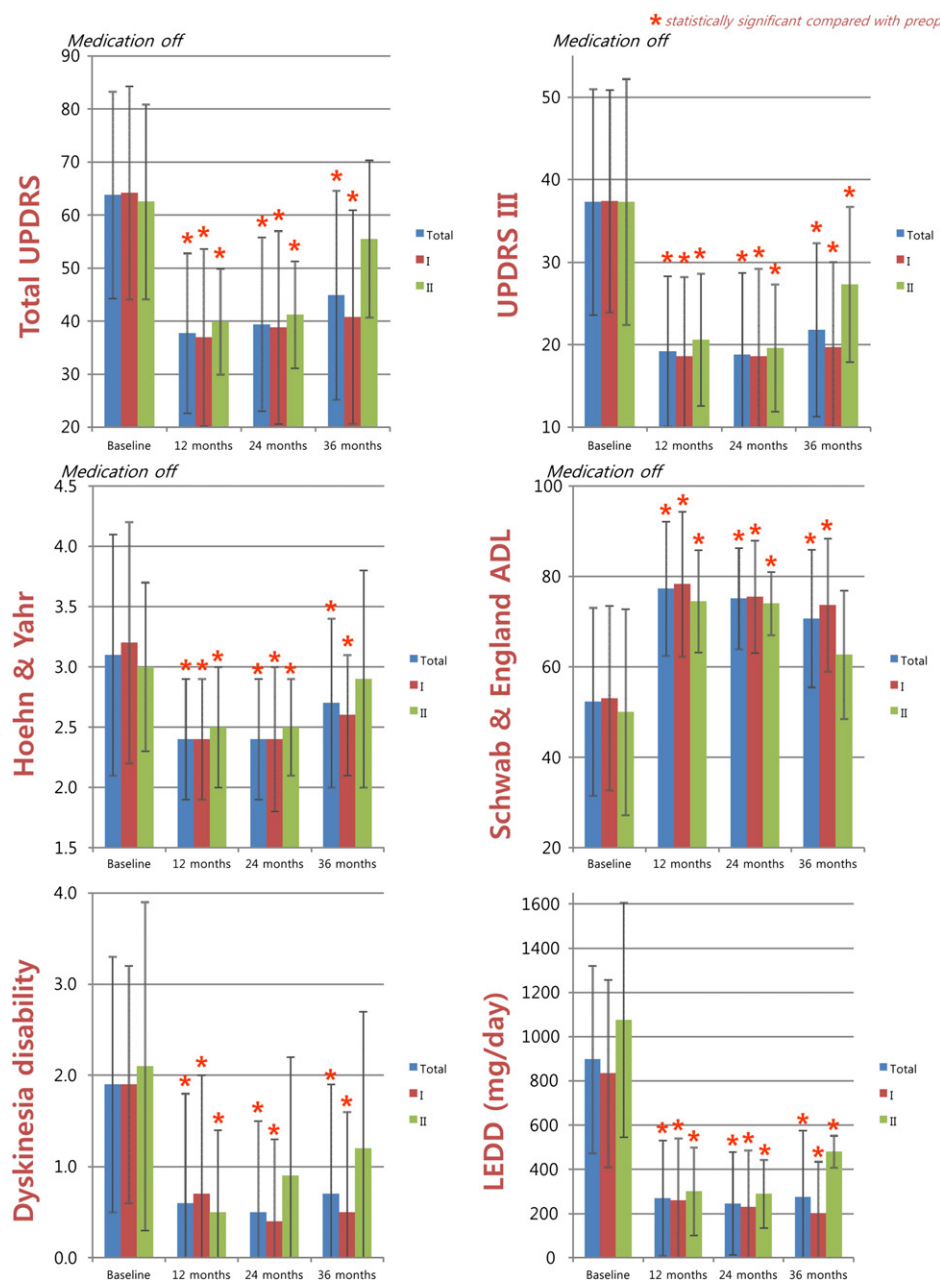 * statistically significant compared with preop
Medication off
90
80
70
60
50
40
30
20
Total UPDRS
* * * * * * * *
Baseline 12 months 24 months 36 months
Total
I
II
Medication off
50
40
30
20
10
UPDRS III
* * * * * * * * *
Baseline 12 months 24 months 36 months
Total
I
II
Medication off
4.5
4.0
3.5
3.0
2.5
2.0
1.5
Hoehn & Yahr
* * * * * * * *
Baseline 12 months 24 months 36 months
Total
I
II
Medication off
100
80
60
40
20
Schwab & England ADL
* * * * * * * *
Baseline 12 months 24 months 36 months
Total
I
II
4.0
3.0
2.0
1.0
0.0
Dyskinesia disability
* * * * * * *
Baseline 12 months 24 months 36 months
Total
I
II
1600
1400
1200
1000
800
600
400
200
0
LEDD (mg/day)
* * * * * * * * *
Baseline 12 months 24 months 36 months
Total
I
II